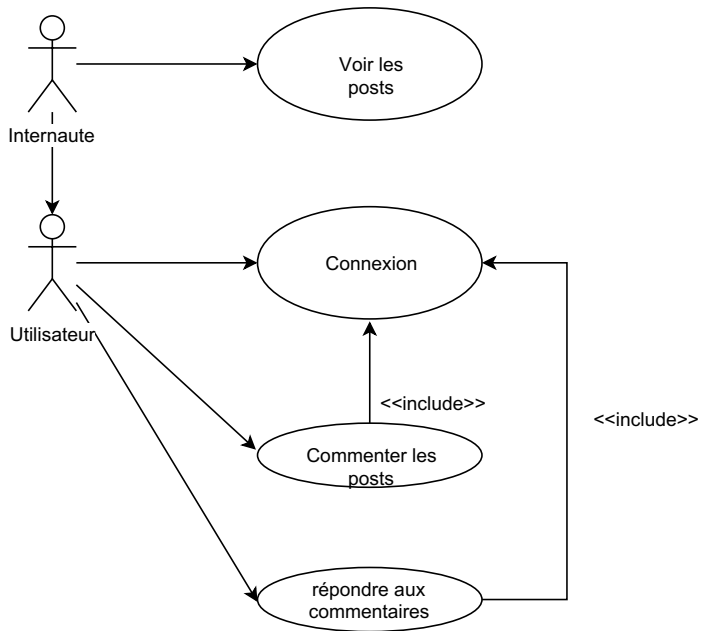 Voir les
posts
Internaute
Connexion
Utilisateur
<<include>>
<<include>>
Commenter les
posts
répondre aux
commentaires